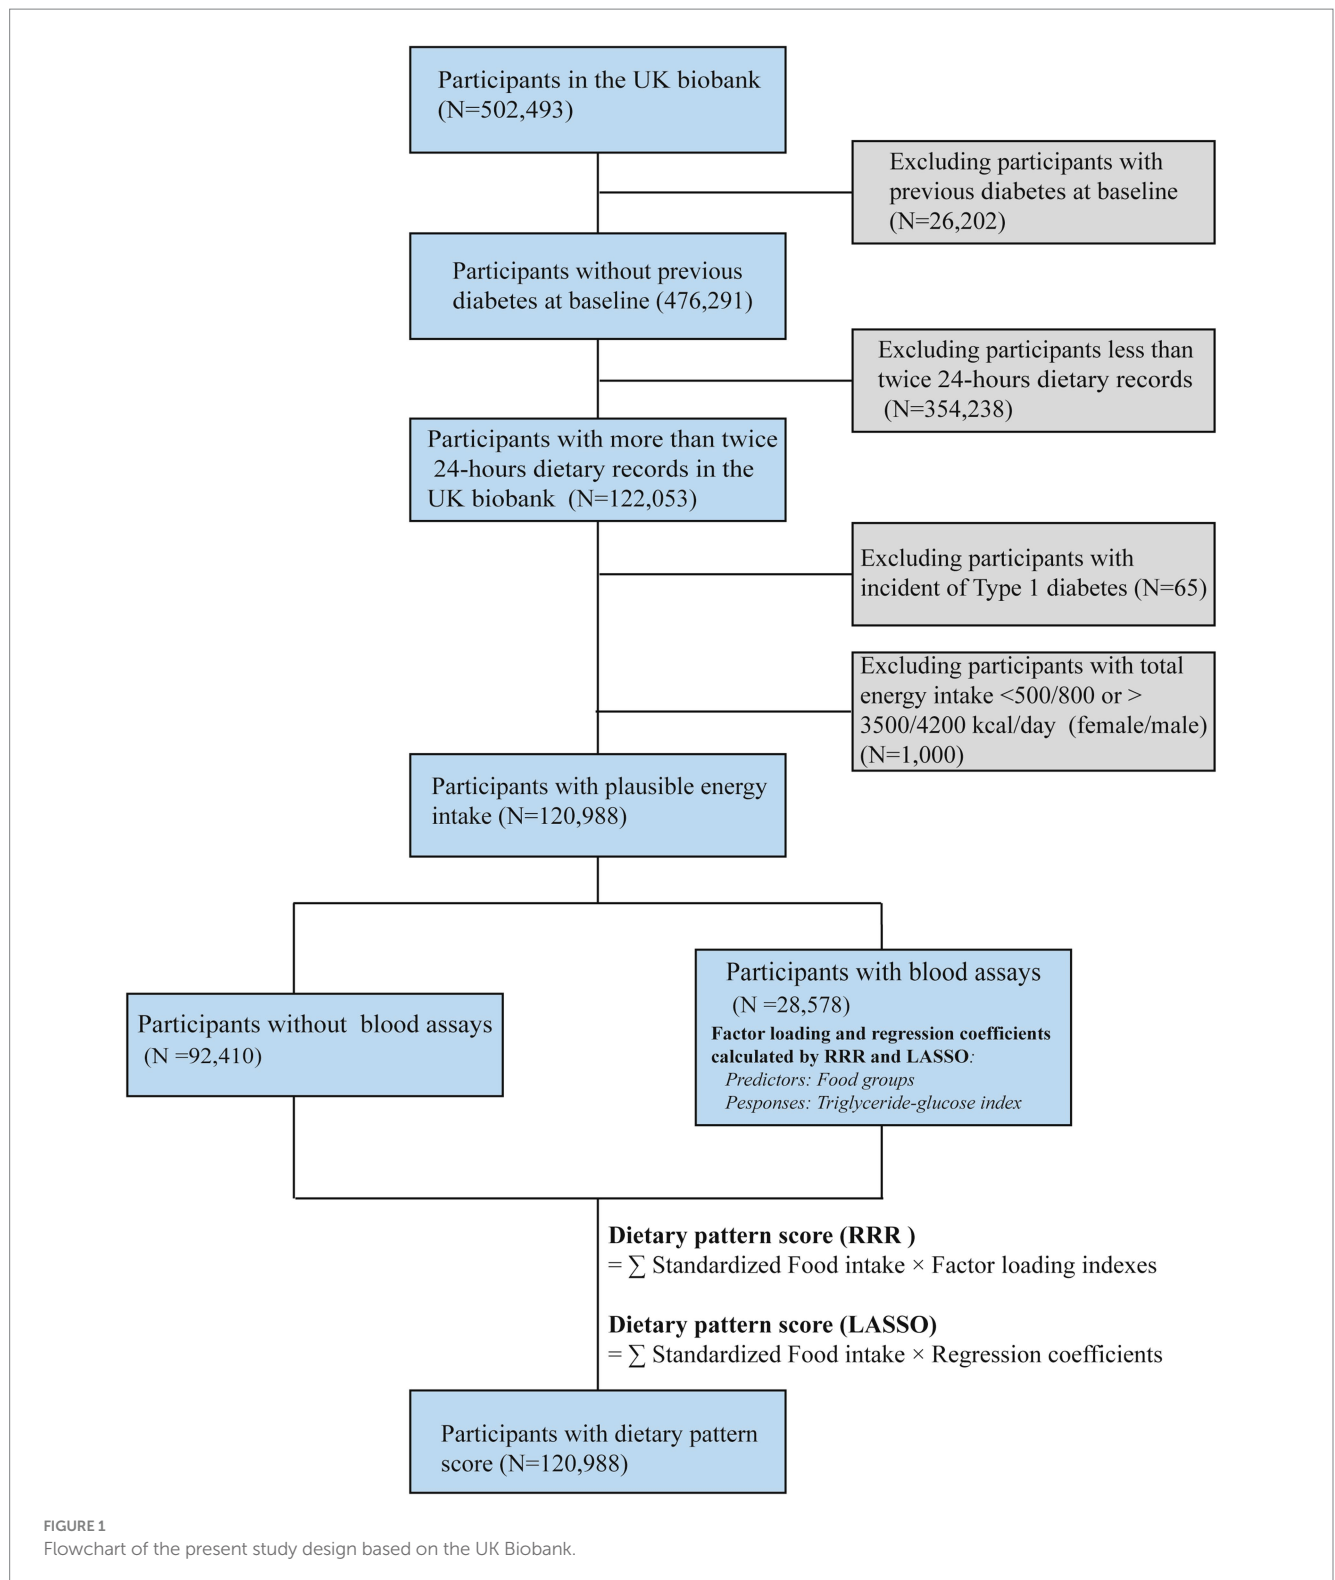 Participants in the UK biobank
(N=502,493)
Excluding participants with
previous diabetes at baseline
(N=26,202)
Participants without previous
diabetes at baseline (476,291)
Excluding participants less than
twice 24-hours dietary records
(N=354,238)
Participants with more than twice
24-hours dietary records in the
UK biobank (N=122,053)
Excluding participants with
incident of Type 1 diabetes (N=65)
Excluding participants with total
energy intake <500/800 or >
3500/4200 kcal/day (female/male)
(N=1,000)
Participants with plausible energy
intake (N=120,988)
Participants without blood assays
(N =92,410)
Participants with blood assays
(N =28,578)
Factor loading and regression coefficients
calculated by RRR and LASSO:
Predictors: Food groups
Pesponses: Triglyceride-glucose index
Dietary pattern score (RRR )
= ∑ Standardized Food intake × Factor loading indexes
Dietary pattern score (LASSO)
= ∑ Standardized Food intake × Regression coefficients
Participants with dietary pattern
score (N=120,988)
FIGURE 1
Flowchart of the present study design based on the UK Biobank.